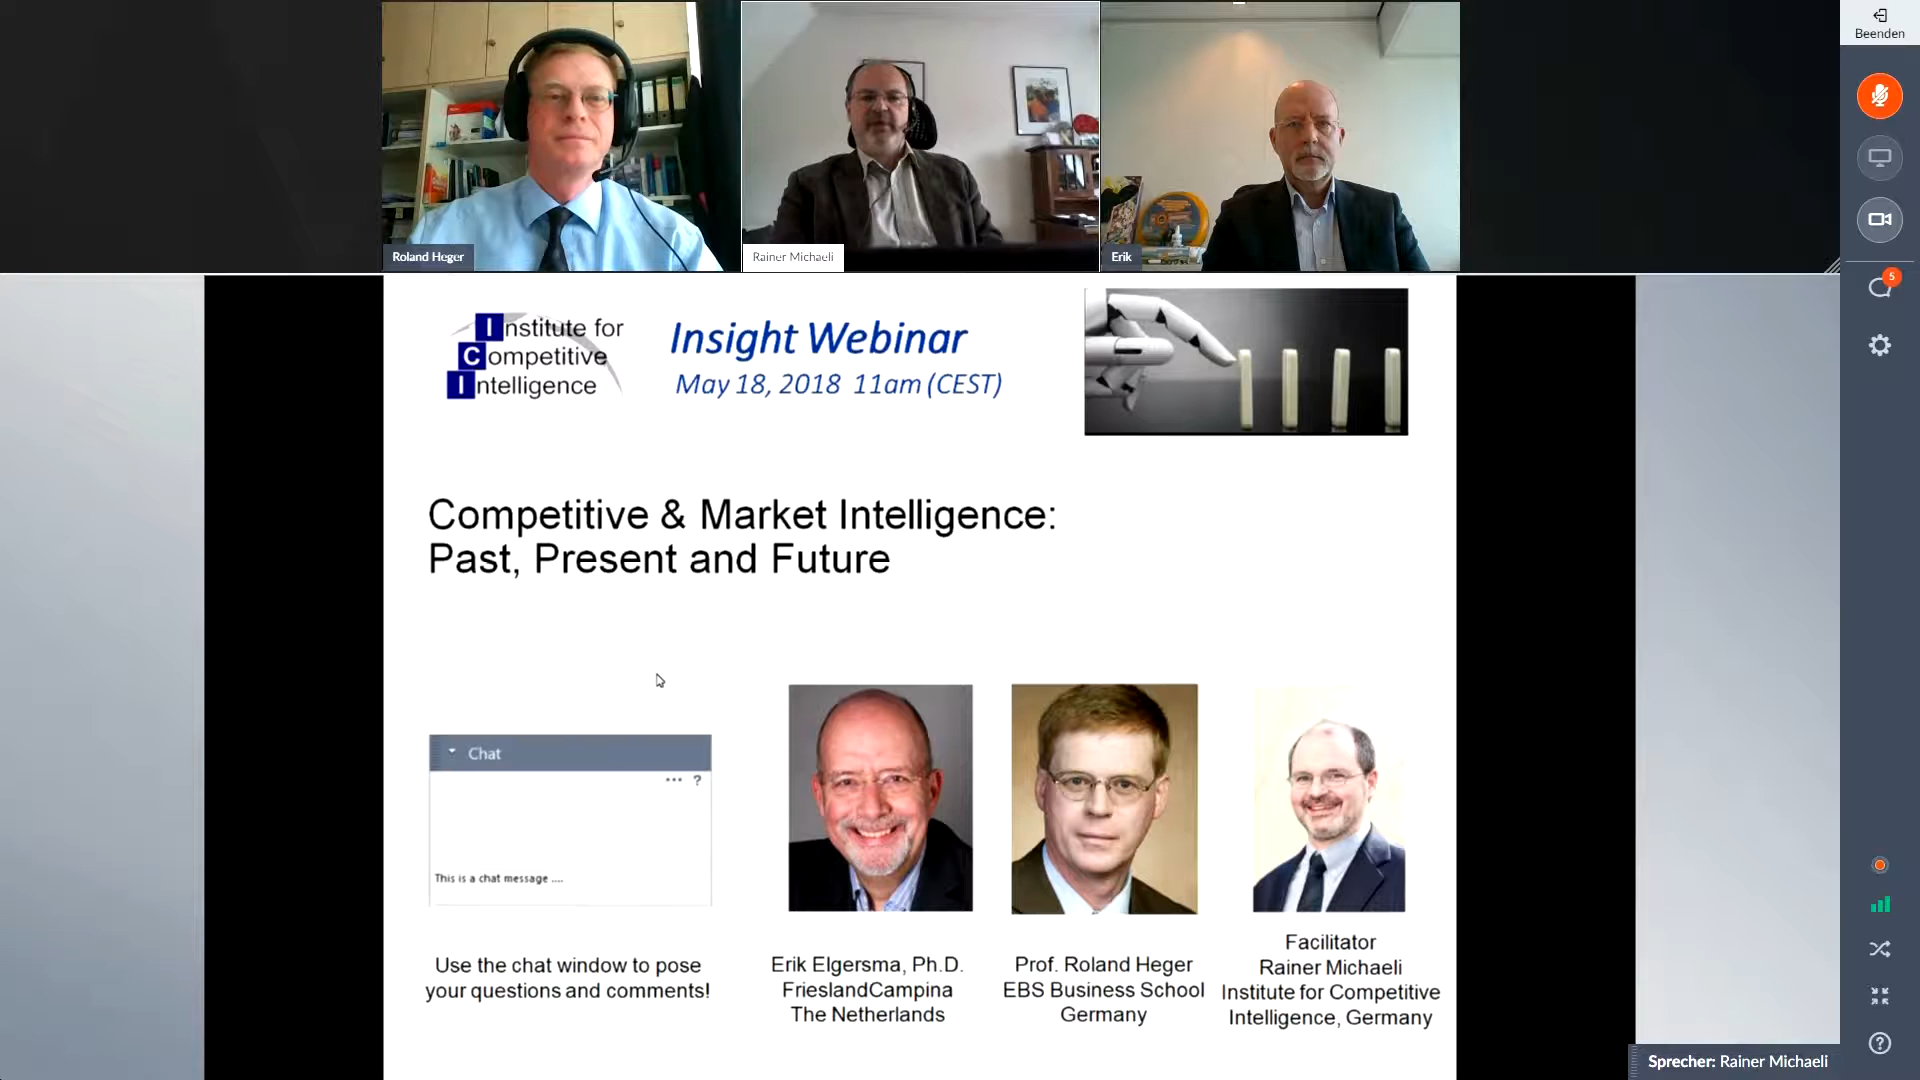 Beenden
Roland Heger
Rainer Michaeli
Erik
5
Institute for
Competitive
Intelligence
Insight Webinar
May 18, 2018 11am (CEST)
Competitive & Market Intelligence:
Past, Present and Future
Chat
... ?
This is a chat message ....
Use the chat window to pose
your questions and comments!
Erik Elgersma, Ph.D.
FrieslandCampina
The Netherlands
Prof. Roland Heger
EBS Business School
Germany
Facilitator
Rainer Michaeli
Institute for Competitive
Intelligence, Germany
Sprecher: Rainer Michaeli